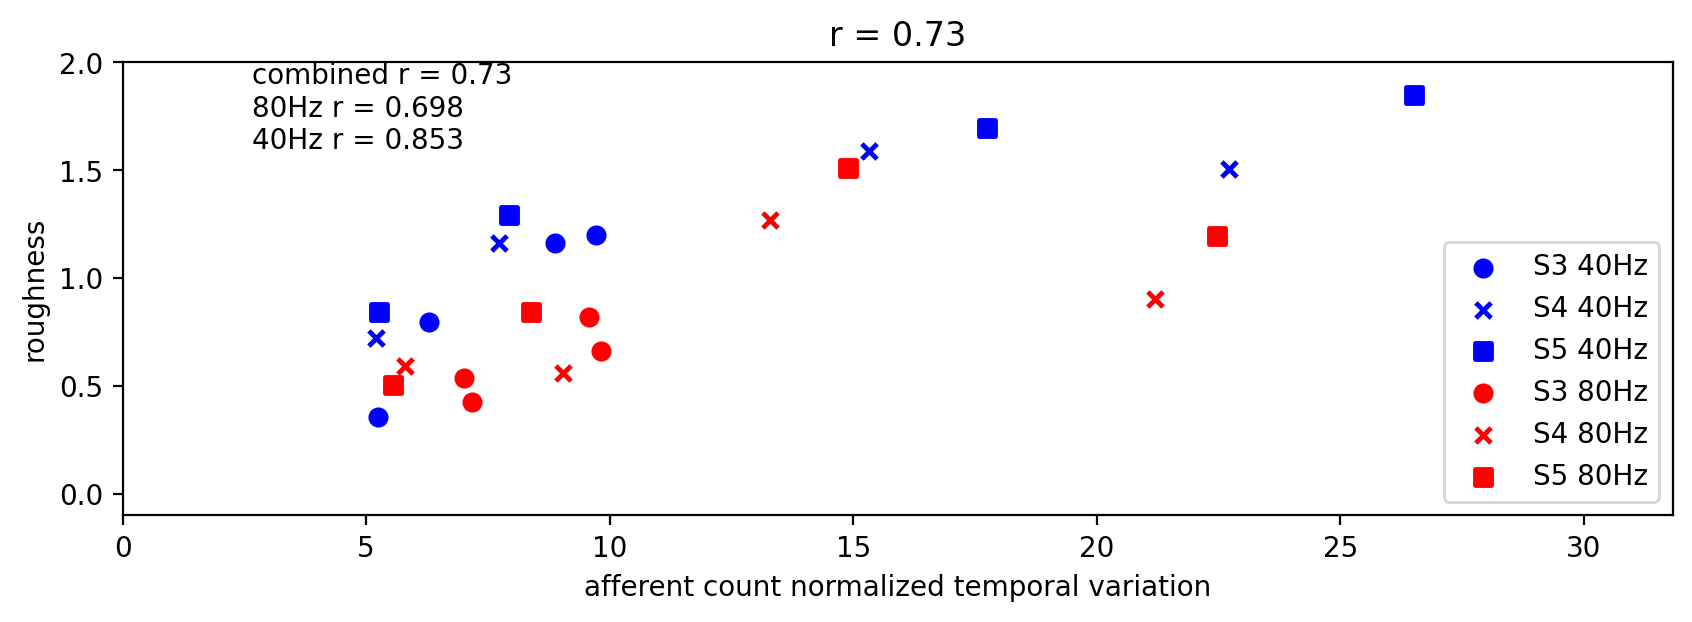 r = 0.73
combined r = 0.73
80Hz r = 0.698
40Hz r = 0.853
2.0
1.5
1.0
0.5
0.0
roughness
S3 40Hz
S4 40Hz
S5 40Hz
S3 80Hz
S4 80Hz
S5 80Hz
0 5 10 15 20 25 30
afferent count normalized temporal variation